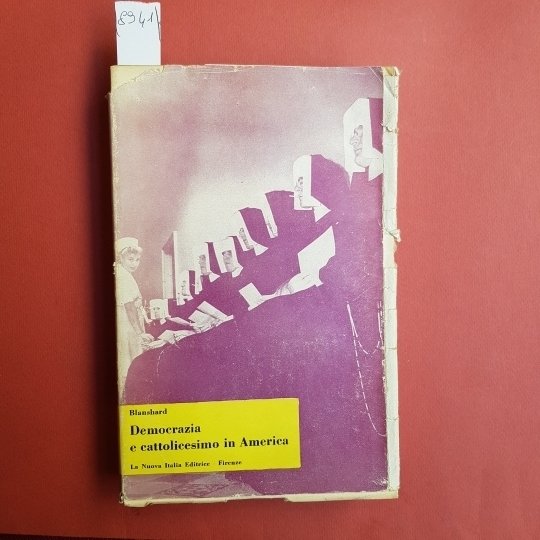 8941
Blanshard
Democrazia
e cattolicesimo in America
La Nuova Italia Editrice - Firenze